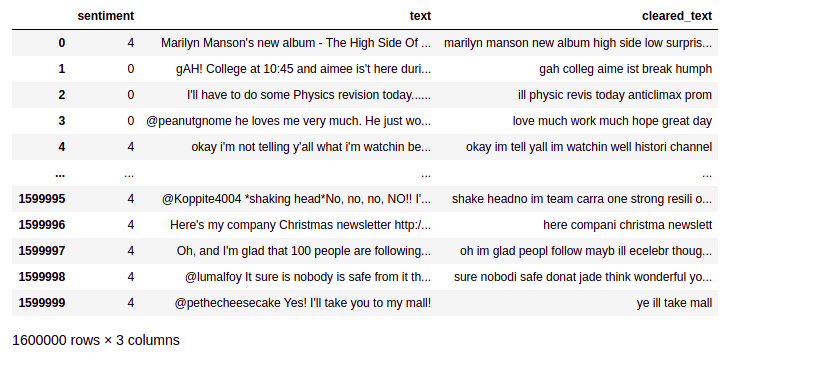 sentiment text cleared_text
0 4 Marilyn Manson's new album - The High Side Of ... marilyn manson new album high side low surpris...
1 0 gAH! College at 10:45 and aimee is't here duri... gah colleg aime ist break humph
2 0 I'll have to do some Physics revision today...... ill physic revis today anticlimax prom
3 0 @peanutgnome he loves me very much. He just wo... love much work much hope great day
4 4 okay i'm not telling y'all what i'm watchin be... okay im tell yall im watchin well histori channel
... ... ... ...
1599995 4 @Koppite4004 *shaking head*No, no, no, NO!! I'... shake headno im team carra one strong resili o...
1599996 4 Here's my company Christmas newsletter http:/... here compani christma newslett
1599997 4 Oh, and I'm glad that 100 people are following... oh im glad peopl follow mayb ill ecelebr thoug...
1599998 4 @lumalfoy It sure is nobody is safe from it th... sure nobodi safe donat jade think wonderful yo...
1599999 4 @pethecheesecake Yes! I'll take you to my mall! ye ill take mall
1600000 rows × 3 columns